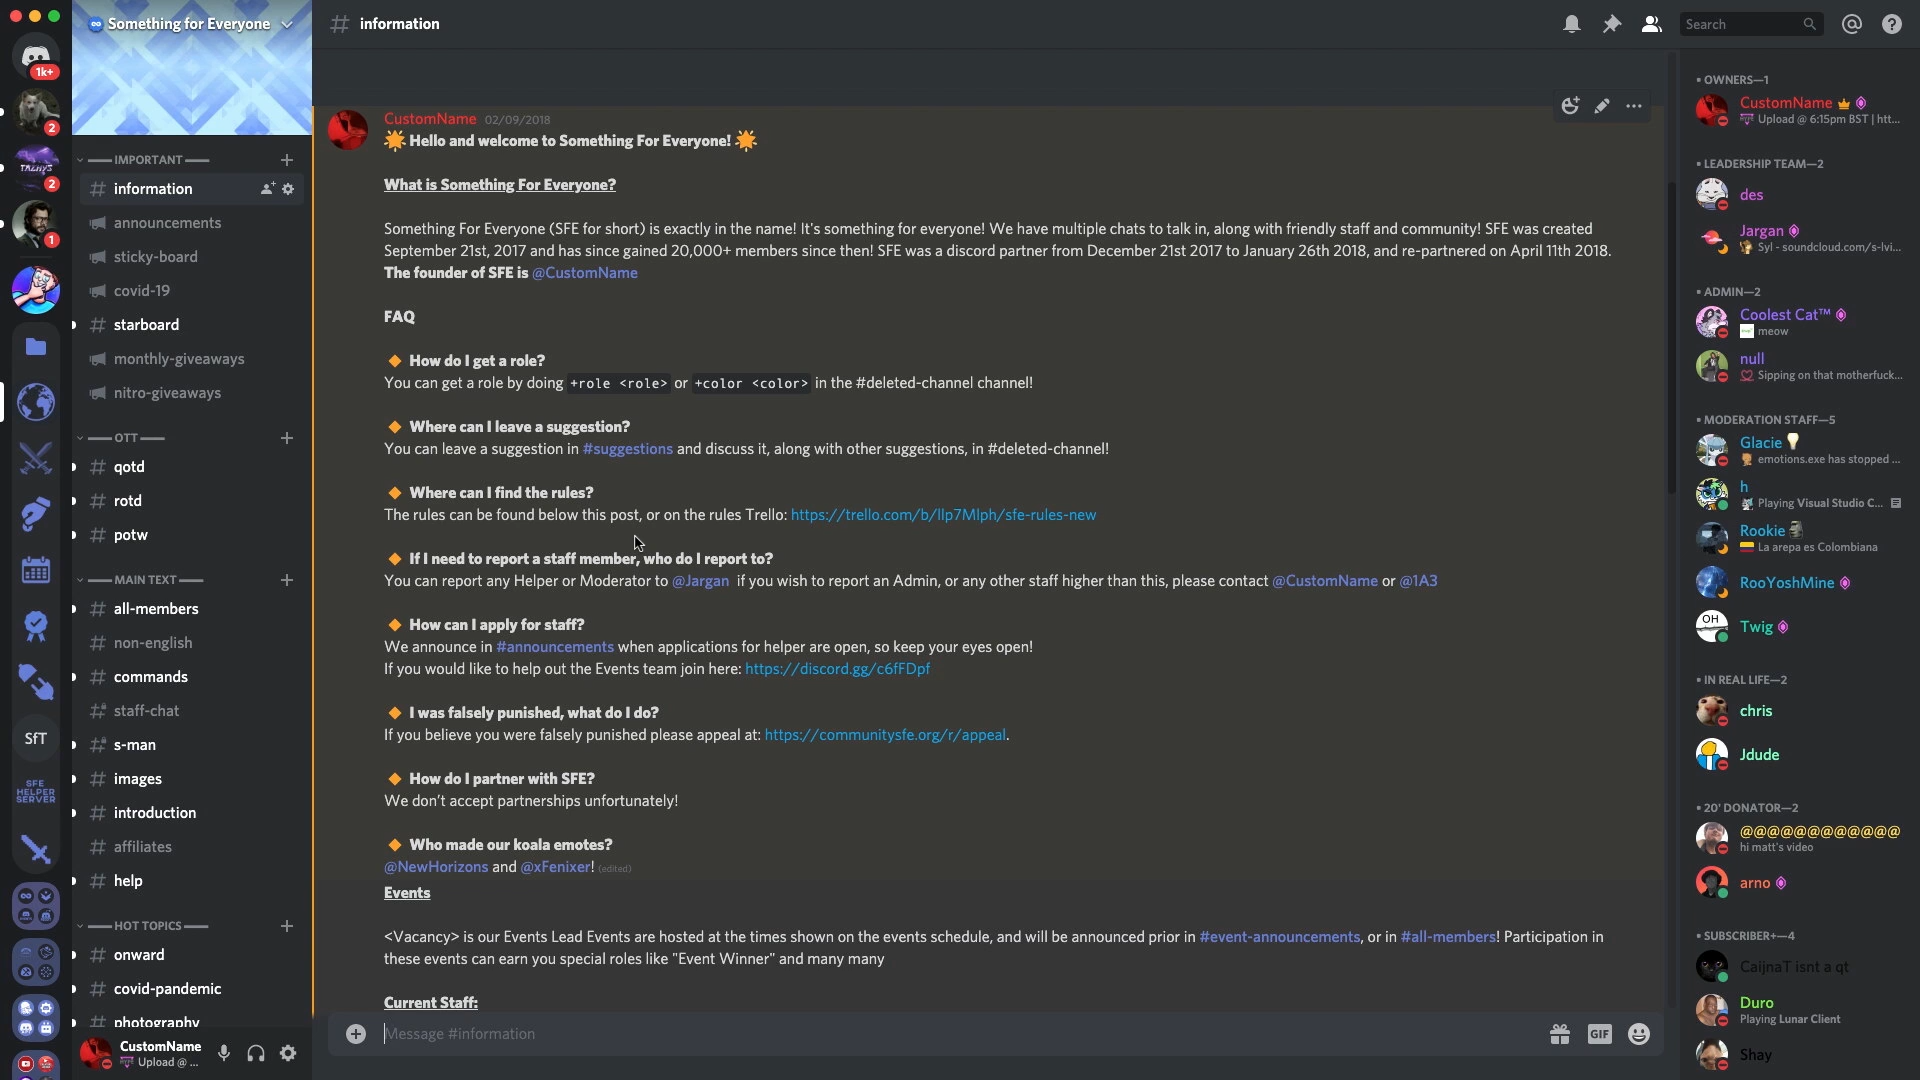 Something for Everyone
# information
Search
1k+
2
TALHYS
2
1
SfT
SFE
HELPER
SERVER
IMPORTANT
# information
announcements
sticky-board
covid-19
# starboard
monthly-giveaways
nitro-giveaways
OTT
# qotd
# rotd
# potw
MAIN TEXT
# all-members
# non-english
# commands
# staff-chat
# s-man
# images
# introduction
# affiliates
# help
HOT TOPICS
# onward
# covid-pandemic
# photography
CustomName
Upload @ ...
CustomName 02/09/2018
Hello and welcome to Something For Everyone!
What is Something For Everyone?
Something For Everyone (SFE for short) is exactly in the name! It's something for everyone! We have multiple chats to talk in, along with friendly staff and community! SFE was created
September 21st, 2017 and has since gained 20,000+ members since then! SFE was a discord partner from December 21st 2017 to January 26th 2018, and re-partnered on April 11th 2018.
The founder of SFE is @CustomName
FAQ
How do I get a role?
You can get a role by doing +role <role> or +color <color> in the #deleted-channel channel!
Where can I leave a suggestion?
You can leave a suggestion in #suggestions and discuss it, along with other suggestions, in #deleted-channel!
Where can I find the rules?
The rules can be found below this post, or on the rules Trello: https://trello.com/b/llp7Mlph/sfe-rules-new
If I need to report a staff member, who do I report to?
You can report any Helper or Moderator to @Jargan if you wish to report an Admin, or any other staff higher than this, please contact @CustomName or @1A3
How can I apply for staff?
We announce in #announcements when applications for helper are open, so keep your eyes open!
If you would like to help out the Events team join here: https://discord.gg/c6fFDpf
I was falsely punished, what do I do?
If you believe you were falsely punished please appeal at: https://communitysfe.org/r/appeal.
How do I partner with SFE?
We don't accept partnerships unfortunately!
Who made our koala emotes?
@NewHorizons and @xFenixer! (edited)
Events
<Vacancy> is our Events Lead Events are hosted at the times shown on the events schedule, and will be announced prior in #event-announcements, or in #all-members! Participation in
these events can earn you special roles like "Event Winner" and many many
Current Staff:
Message #information
GIF
OWNERS—1
CustomName
Upload @ 6:15pm BST | htt...
LEADERSHIP TEAM—2
des
Jargan
Syl - soundcloud.com/s-lvi...
ADMIN—2
Coolest Cat™
meow
null
Sipping on that motherfuck...
MODERATION STAFF—5
Glacie
emotions.exe has stopped ...
h
Playing Visual Studio C...
Rookie
La arepa es Colombiana
RooYoshMine
OH
Twig
IN REAL LIFE—2
chris
Jdude
20' DONATOR—2
@@@@@@@@@@@@
hi matt's video
arno
SUBSCRIBER+—4
CaijnaT isnt a qt
Duro
Playing Lunar Client
Shay